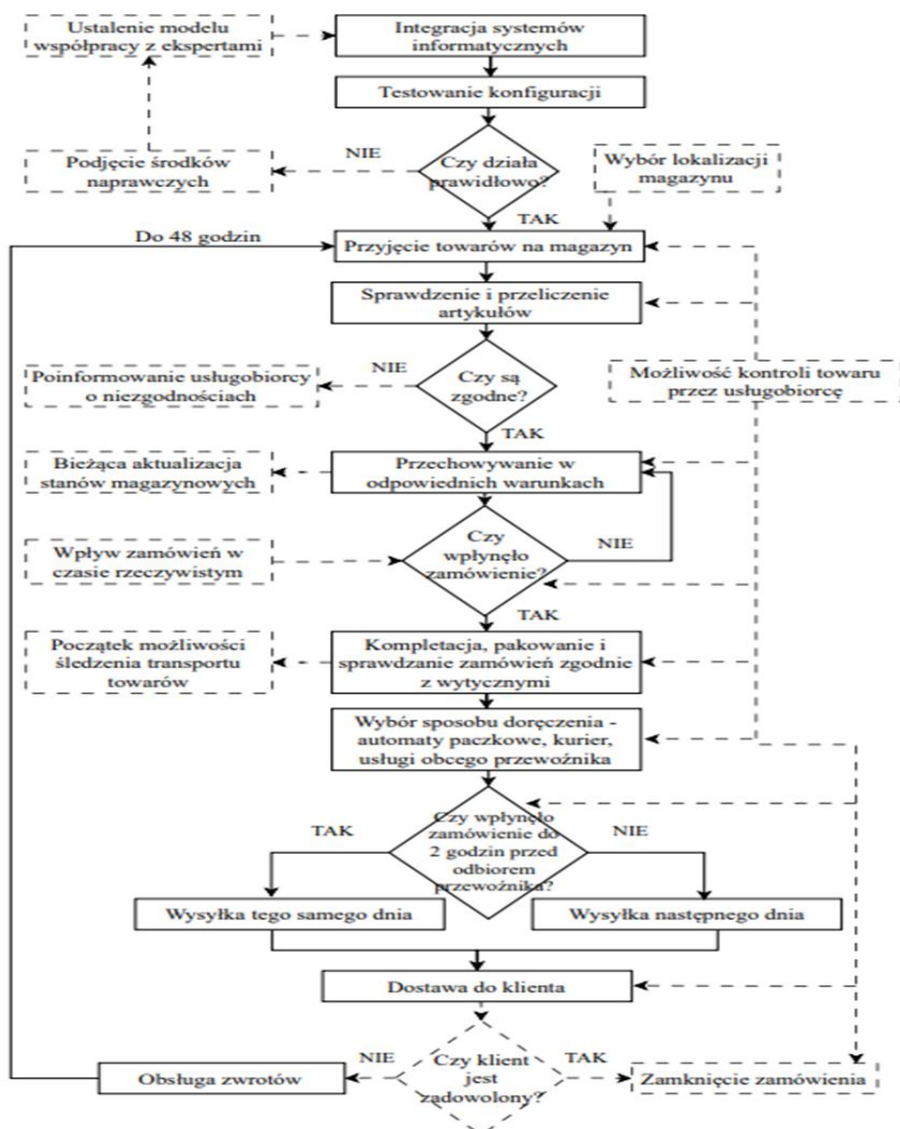 Ustalenie modelu
współpracy z ekspertami
Integracja systemów
informatycznych
Testowanie konfiguracji
NIE
Podjęcie środków
naprawczych
Czy działa
prawidłowo?
Wybór lokalizacji
magazynu
TAK
Do 48 godzin
Przyjęcie towarów na magazyn
Sprawdzenie i przeliczenie
artykułów
NIE
Poinformowanie usługobiorcy
o niezgodnościach
Czy są
zgodne?
Możliwość kontroli towaru
przez usługobiorcę
TAK
Bieżąca aktualizacja
stanów magazynowych
Przechowywanie w
odpowiednich warunkach
Wpływ zamówień w
czasie rzeczywistym
Czy
wpłynęło
zamówienie?
NIE
TAK
Początek możliwości
śledzenia transportu
towarów
Kompletacja, pakowanie i
sprawdzanie zamówień zgodnie
z wytycznymi
Wybór sposobu doręczenia -
automaty paczkowe, kurier,
usługi obcego przewoźnika
TAK
Czy wpłynęło
zamówienie do
2 godzin przed
odbiorem
przewoźnika?
NIE
Wysyłka tego samego dnia
Wysyłka następnego dnia
Dostawa do klienta
NIE
Czy klient
jest
zadowolony?
TAK
Obsługa zwrotów
Zamknięcie zamówienia